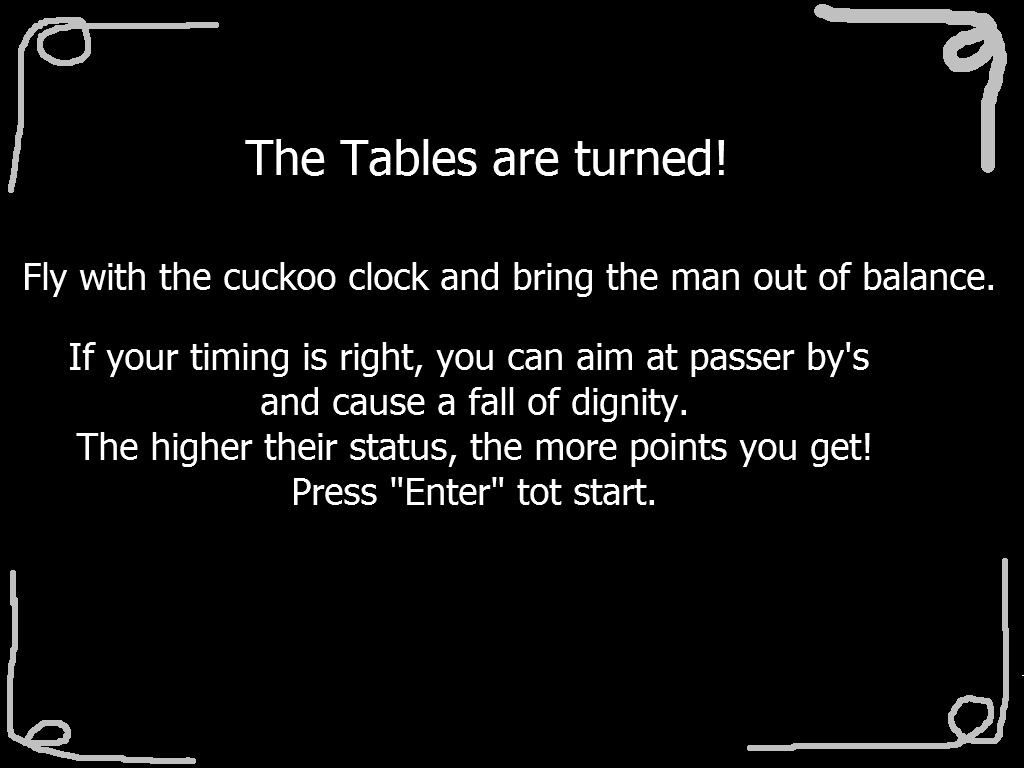 The Tables are turned!
Fly with the cuckoo clock and bring the man out of balance.
If your timing is right, you can aim at passer by's
and cause a fall of dignity.
The higher their status, the more points you get!
Press "Enter" tot start.